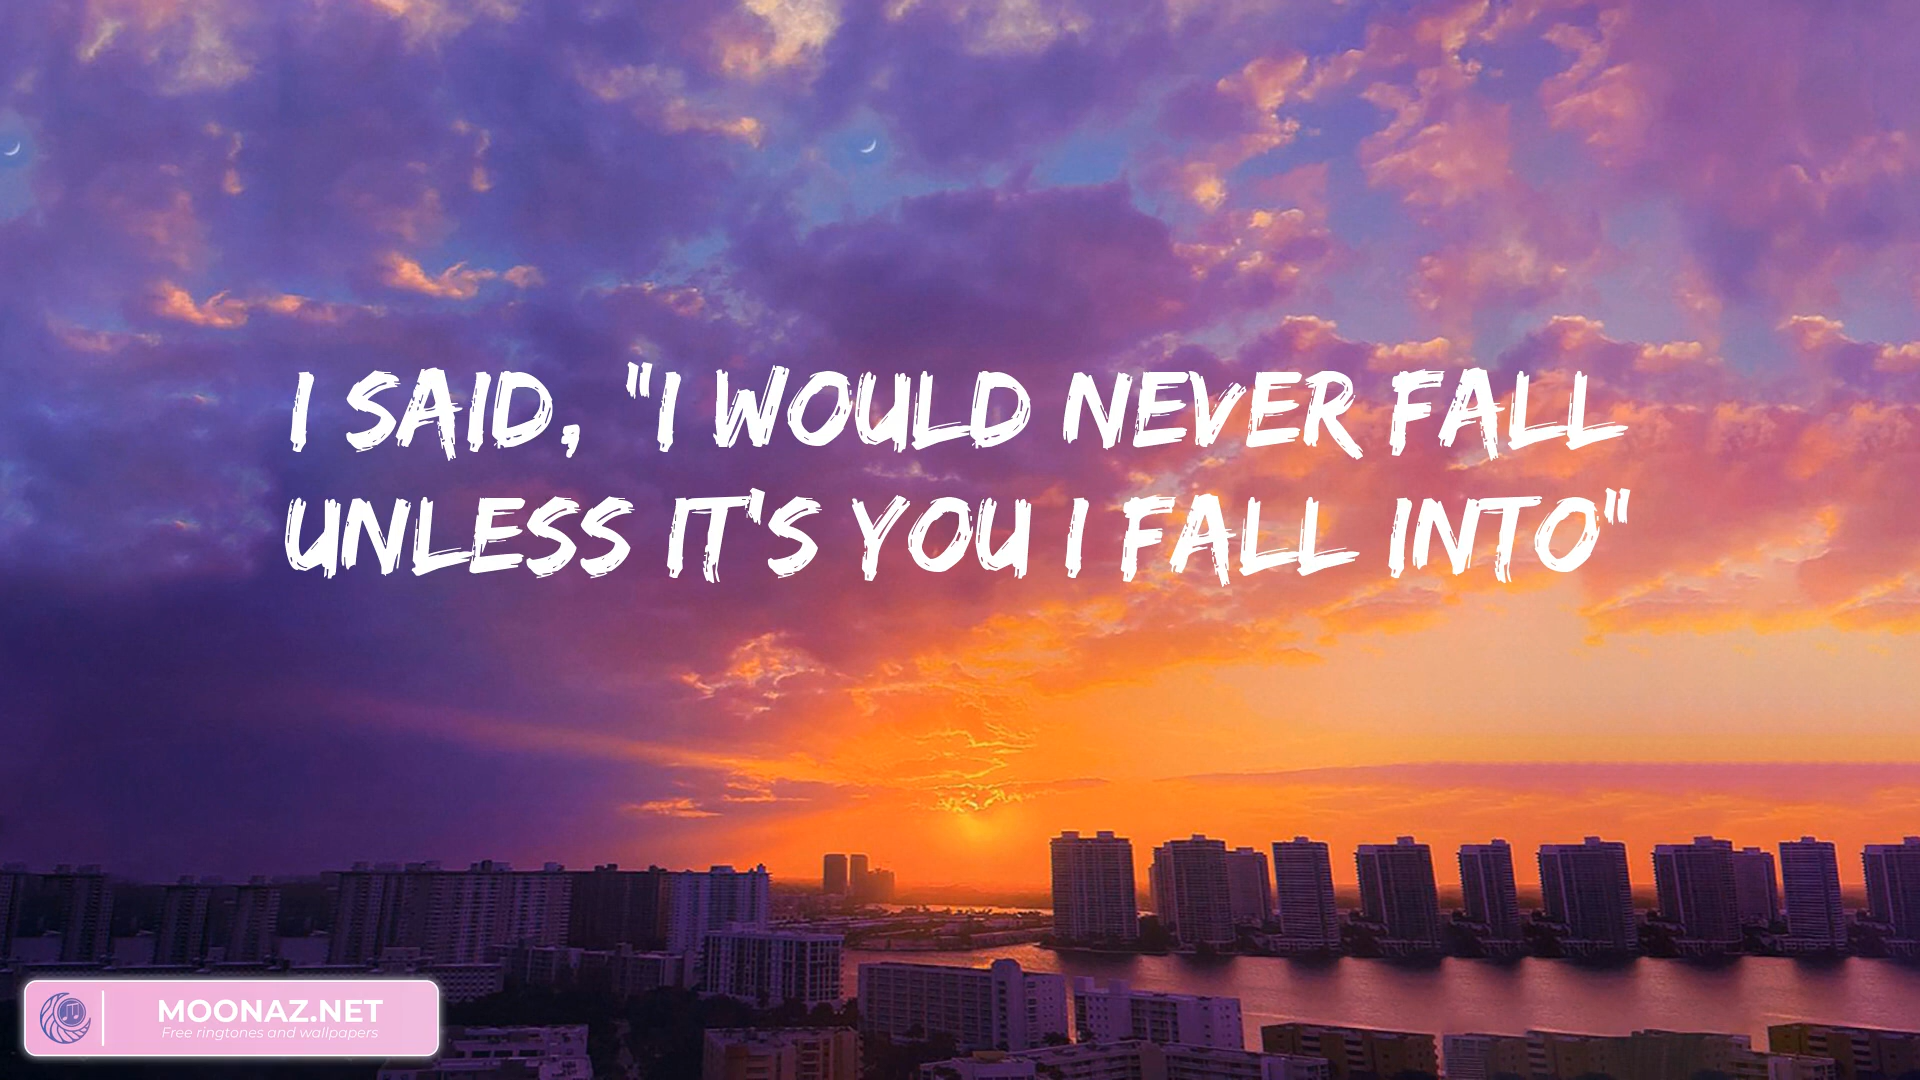 I SAID, "I WOULD NEVER FALL
UNLESS IT'S YOU I FALL INTO"
MOONAZ.NET
Free ringtones and wallpapers